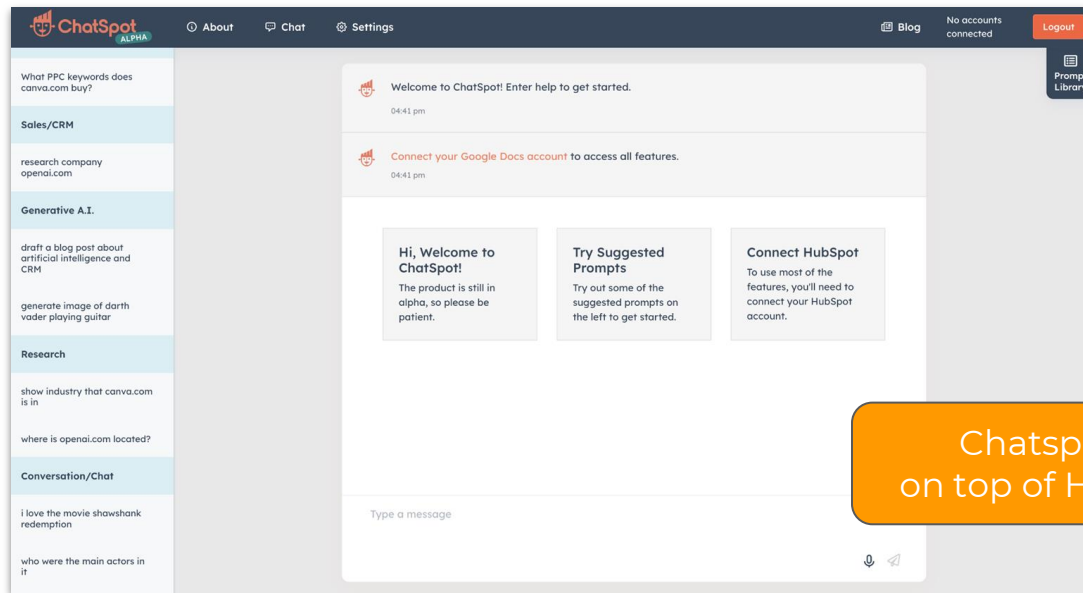 ChatSpot
ALPHA
About
Chat
Settings
Blog
No accounts
connected
Logout
Library
What PPC keywords does
canva.com buy?
Sales/CRM
research company
openai.com
Generative A.I.
draft a blog post about
artificial intelligence and
CRM
generate image of darth
vader playing guitar
Research
show industry that canva.com
is in
where is openai.com located?
Conversation/Chat
i love the movie shawshank
redemption
who were the main actors in
it
Welcome to ChatSpot! Enter help to get started.
04:41 pm
Connect your Google Docs account to access all features.
04:41 pm
Hi, Welcome to
ChatSpot!
The product is still in
alpha, so please be
patient.
Try Suggested
Prompts
Try out some of the
suggested prompts on
the left to get started.
Connect HubSpot
To use most of the
features, you'll need to
connect your HubSpot
account.
Type a message
on top of